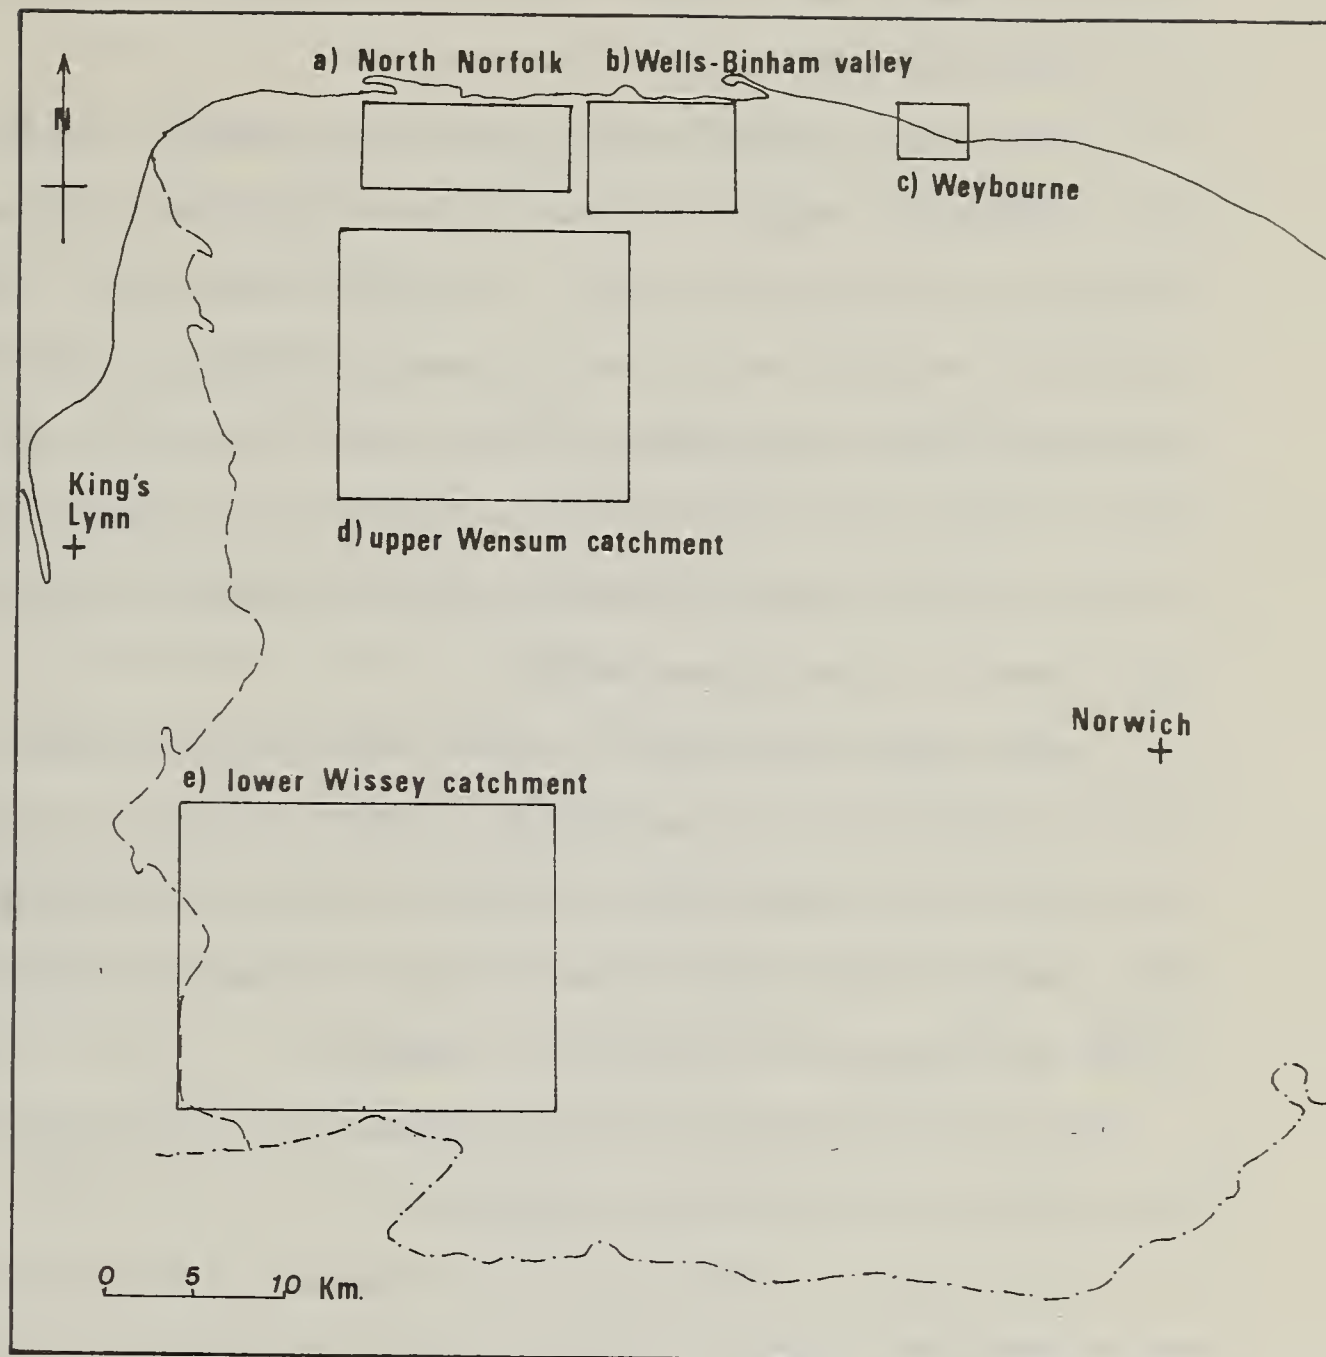 a) North Norfolk
b) Wells-Binham valley
N
c) Weybourne
King's
Lynn
d) upper Wensum catchment
Norwich
e) lower Wissey catchment
0 5 10 Km.